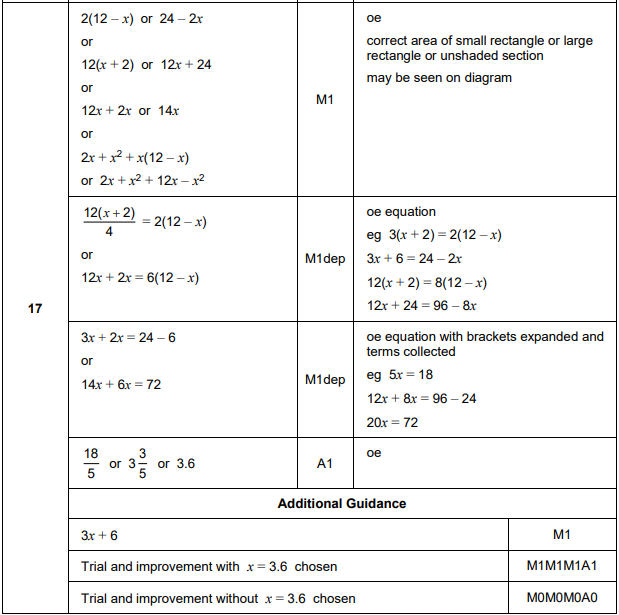 2(12 – x) or 24 – 2x
or
12(x + 2) or 12x + 24
or
12x + 2x or 14x
or
2x + x² + x(12 – x)
or 2x + x² + 12x – x²
M1
oe
correct area of small rectangle or large
rectangle or unshaded section
may be seen on diagram
17
12(x + 2)
4
= 2(12 – x)
or
12x + 2x = 6(12 – x)
M1dep
oe equation
eg 3(x + 2) = 2(12 – x)
3x + 6 = 24 – 2x
12(x + 2) = 8(12 – x)
12x + 24 = 96 – 8x
3x + 2x = 24 – 6
or
14x + 6x = 72
M1dep
oe equation with brackets expanded and
terms collected
eg 5x = 18
12x + 8x = 96 – 24
20x = 72
18/5 or 3 3/5 or 3.6
A1
oe
Additional Guidance
3x + 6
M1
Trial and improvement with x = 3.6 chosen
M1M1M1A1
Trial and improvement without x = 3.6 chosen
M0M0M0A0